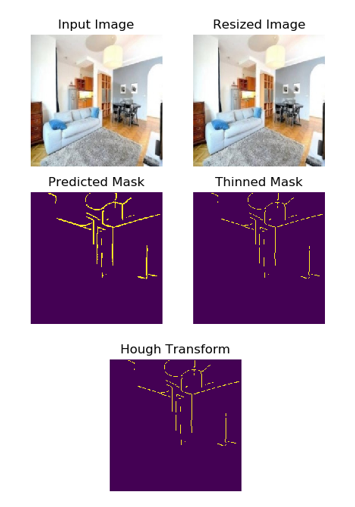 Input Image
Resized Image
Predicted Mask
Thinned Mask
Hough Transform